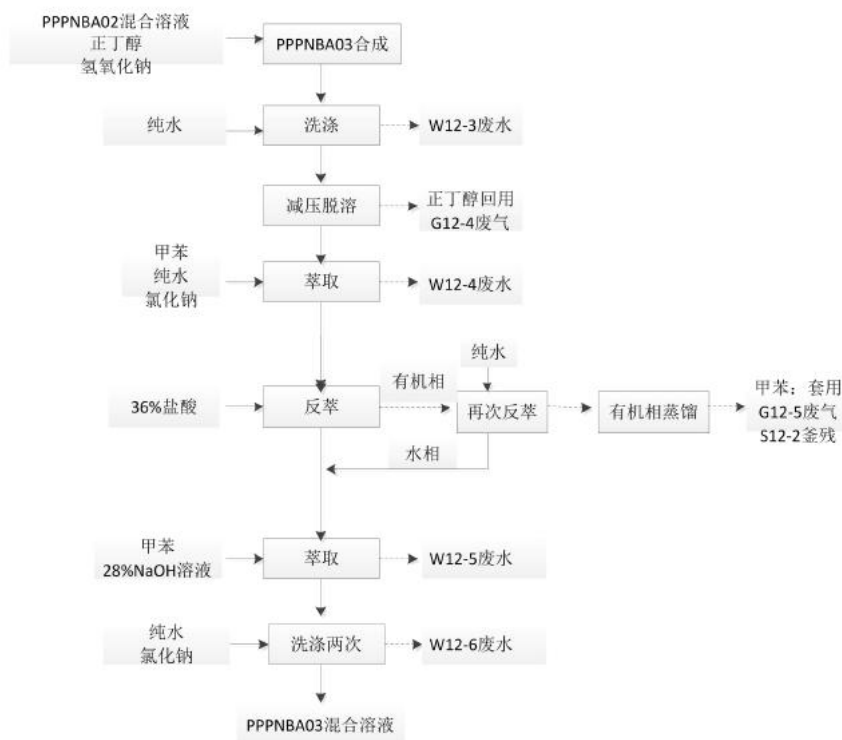 PPPNBA02混合溶液
正丁醇
氢氧化钠
PPPNBA03合成
纯水
洗涤
W12-3废水
减压脱溶
正丁醇回用
G12-4废气
甲苯
纯水
氯化钠
萃取
W12-4废水
纯水
有机相
36%盐酸
反萃
再次反萃
有机相蒸馏
甲苯：套用
G12-5废气
S12-2釜残
水相
甲苯
28%NaOH溶液
萃取
W12-5废水
纯水
氯化钠
洗涤两次
W12-6废水
PPPNBA03混合溶液